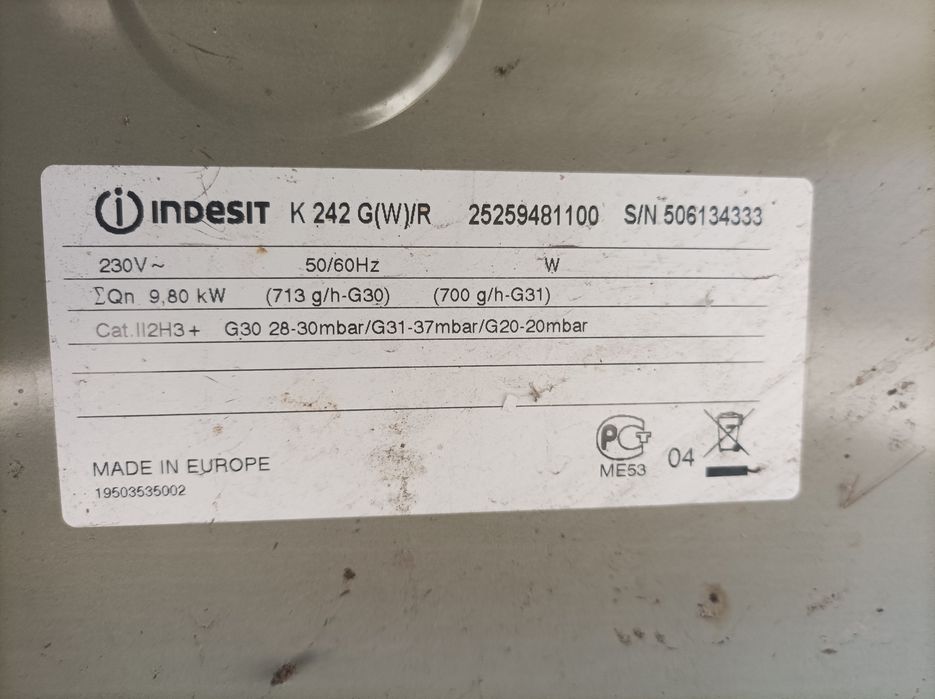 INDESIT K 242 G(W)/R 25259481100 S/N 506134333
230V~ 50/60Hz W
ΣQn 9,80 kW (713 g/h-G30) (700 g/h-G31)
Cat.II2H3+ G30 28-30mbar/G31-37mbar/G20-20mbar
PCT
ME53
04
MADE IN EUROPE
19503535002